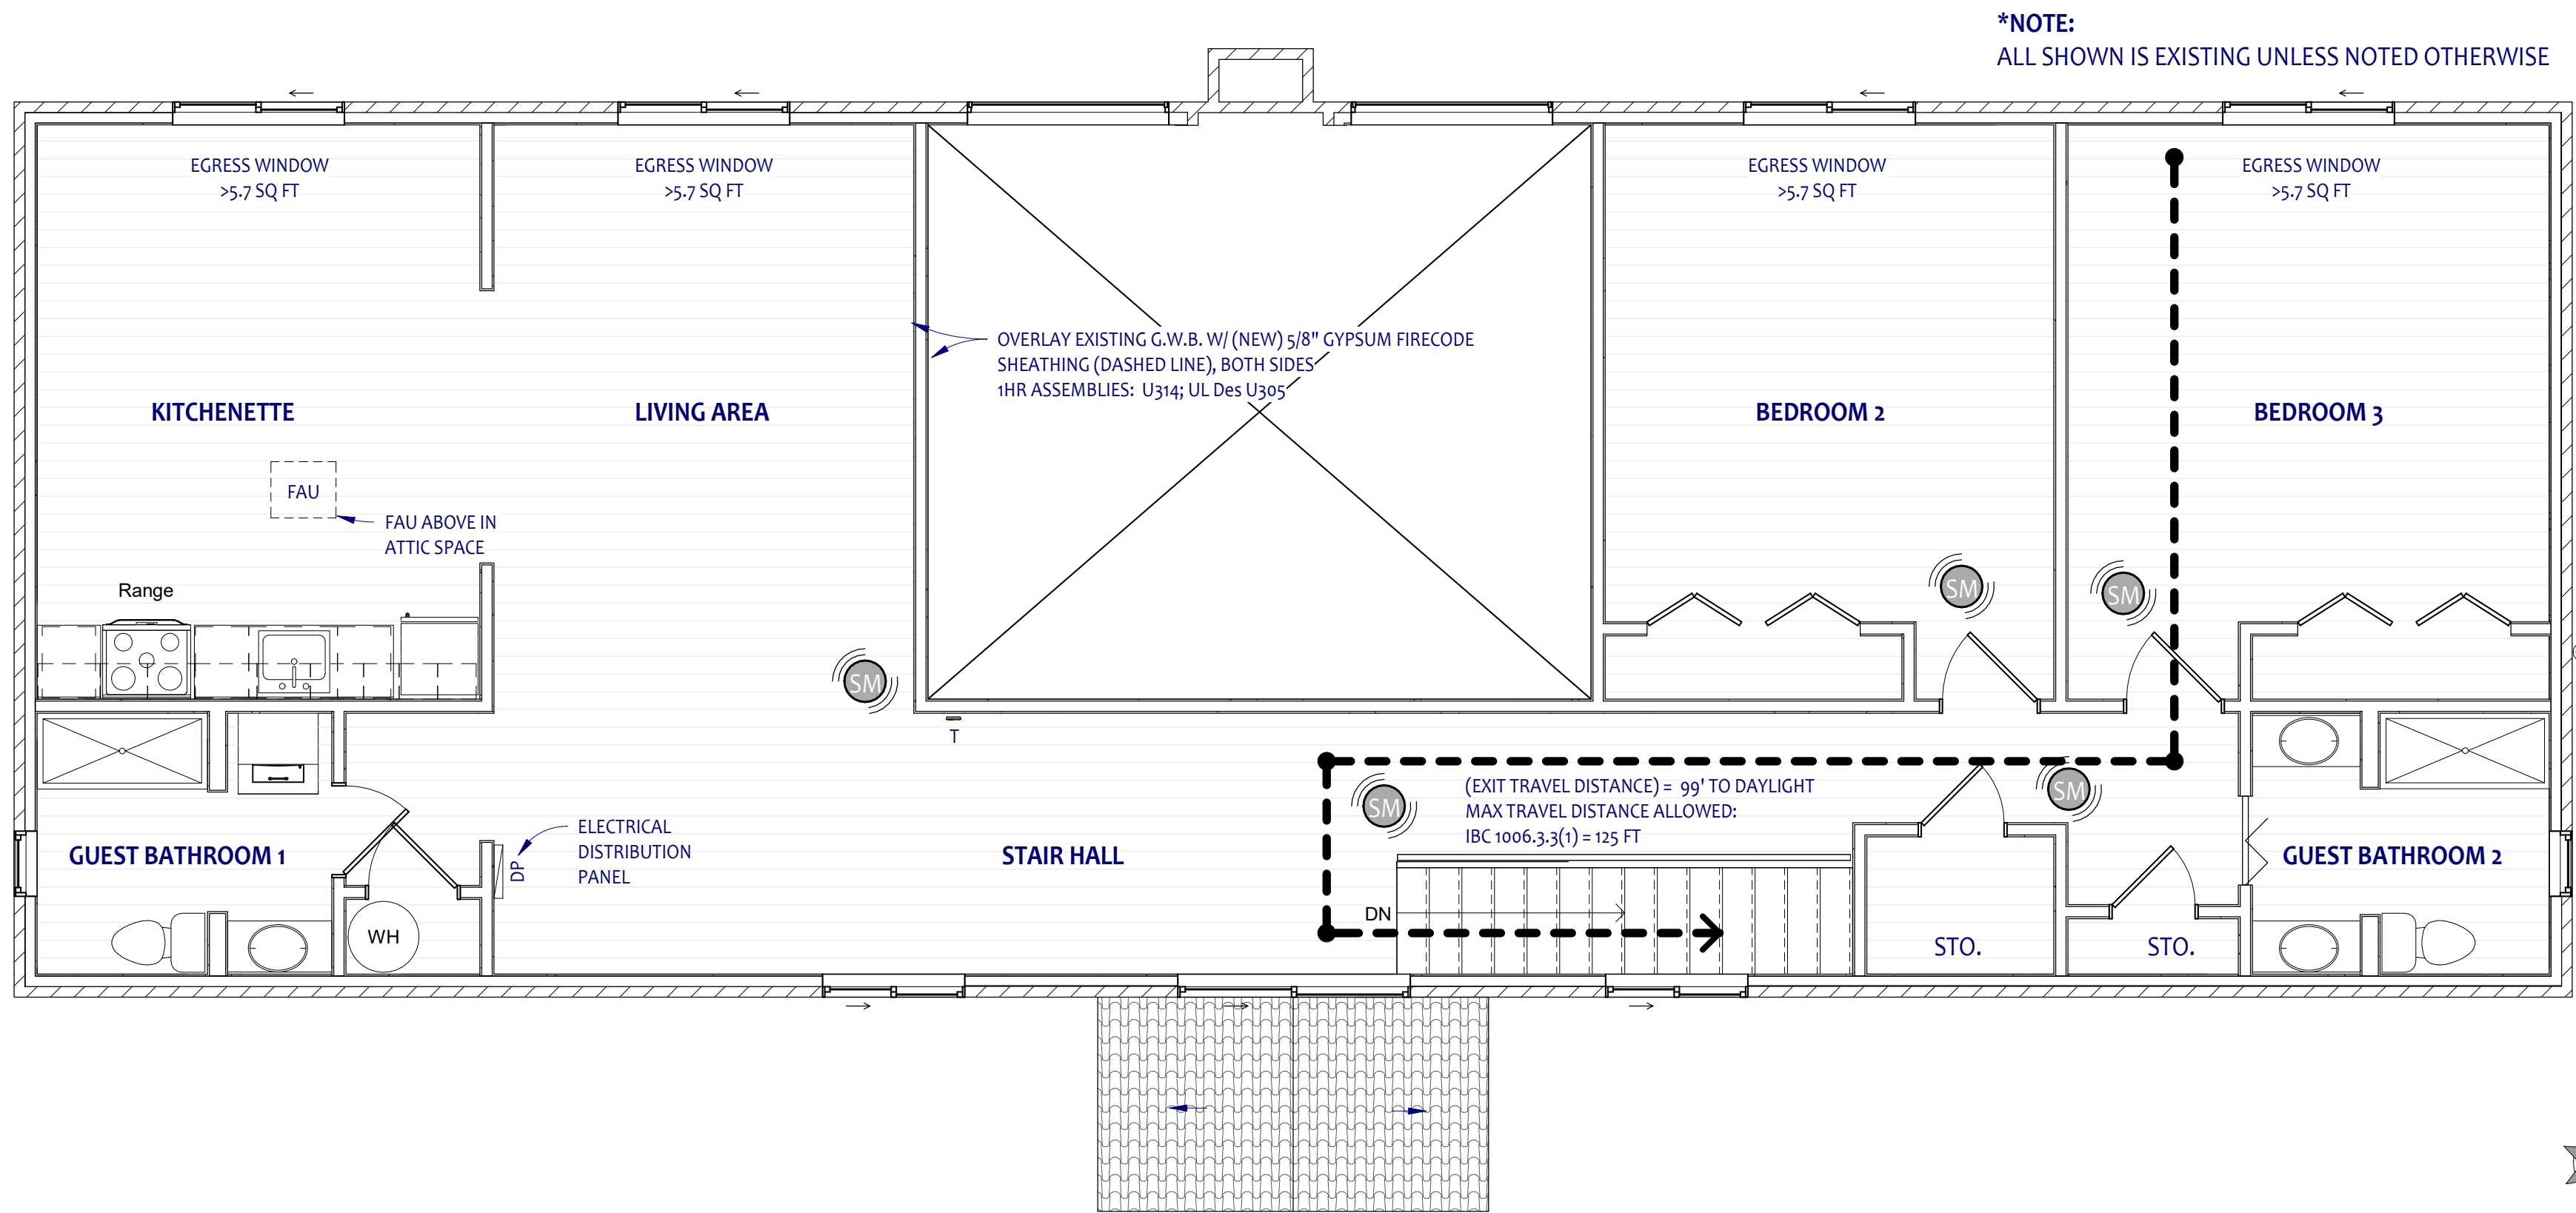 *NOTE:
ALL SHOWN IS EXISTING UNLESS NOTED OTHERWISE
EGRESS WINDOW
>5.7 SQ FT
EGRESS WINDOW
>5.7 SQ FT
EGRESS WINDOW
>5.7 SQ FT
EGRESS WINDOW
>5.7 SQ FT
OVERLAY EXISTING G.W.B. W/ (NEW) 5/8" GYPSUM FIRECODE
SHEATHING (DASHED LINE), BOTH SIDES
1HR ASSEMBLIES: U314; UL Des U305
KITCHENETTE
LIVING AREA
BEDROOM 2
BEDROOM 3
FAU
FAU ABOVE IN
ATTIC SPACE
Range
SM
SM
SM
T
(EXIT TRAVEL DISTANCE) = 99' TO DAYLIGHT
MAX TRAVEL DISTANCE ALLOWED:
IBC 1006.3.3(1) = 125 FT
SM
SM
ELECTRICAL
DISTRIBUTION
PANEL
DP
GUEST BATHROOM 1
STAIR HALL
GUEST BATHROOM 2
DN
WH
STO.
STO.